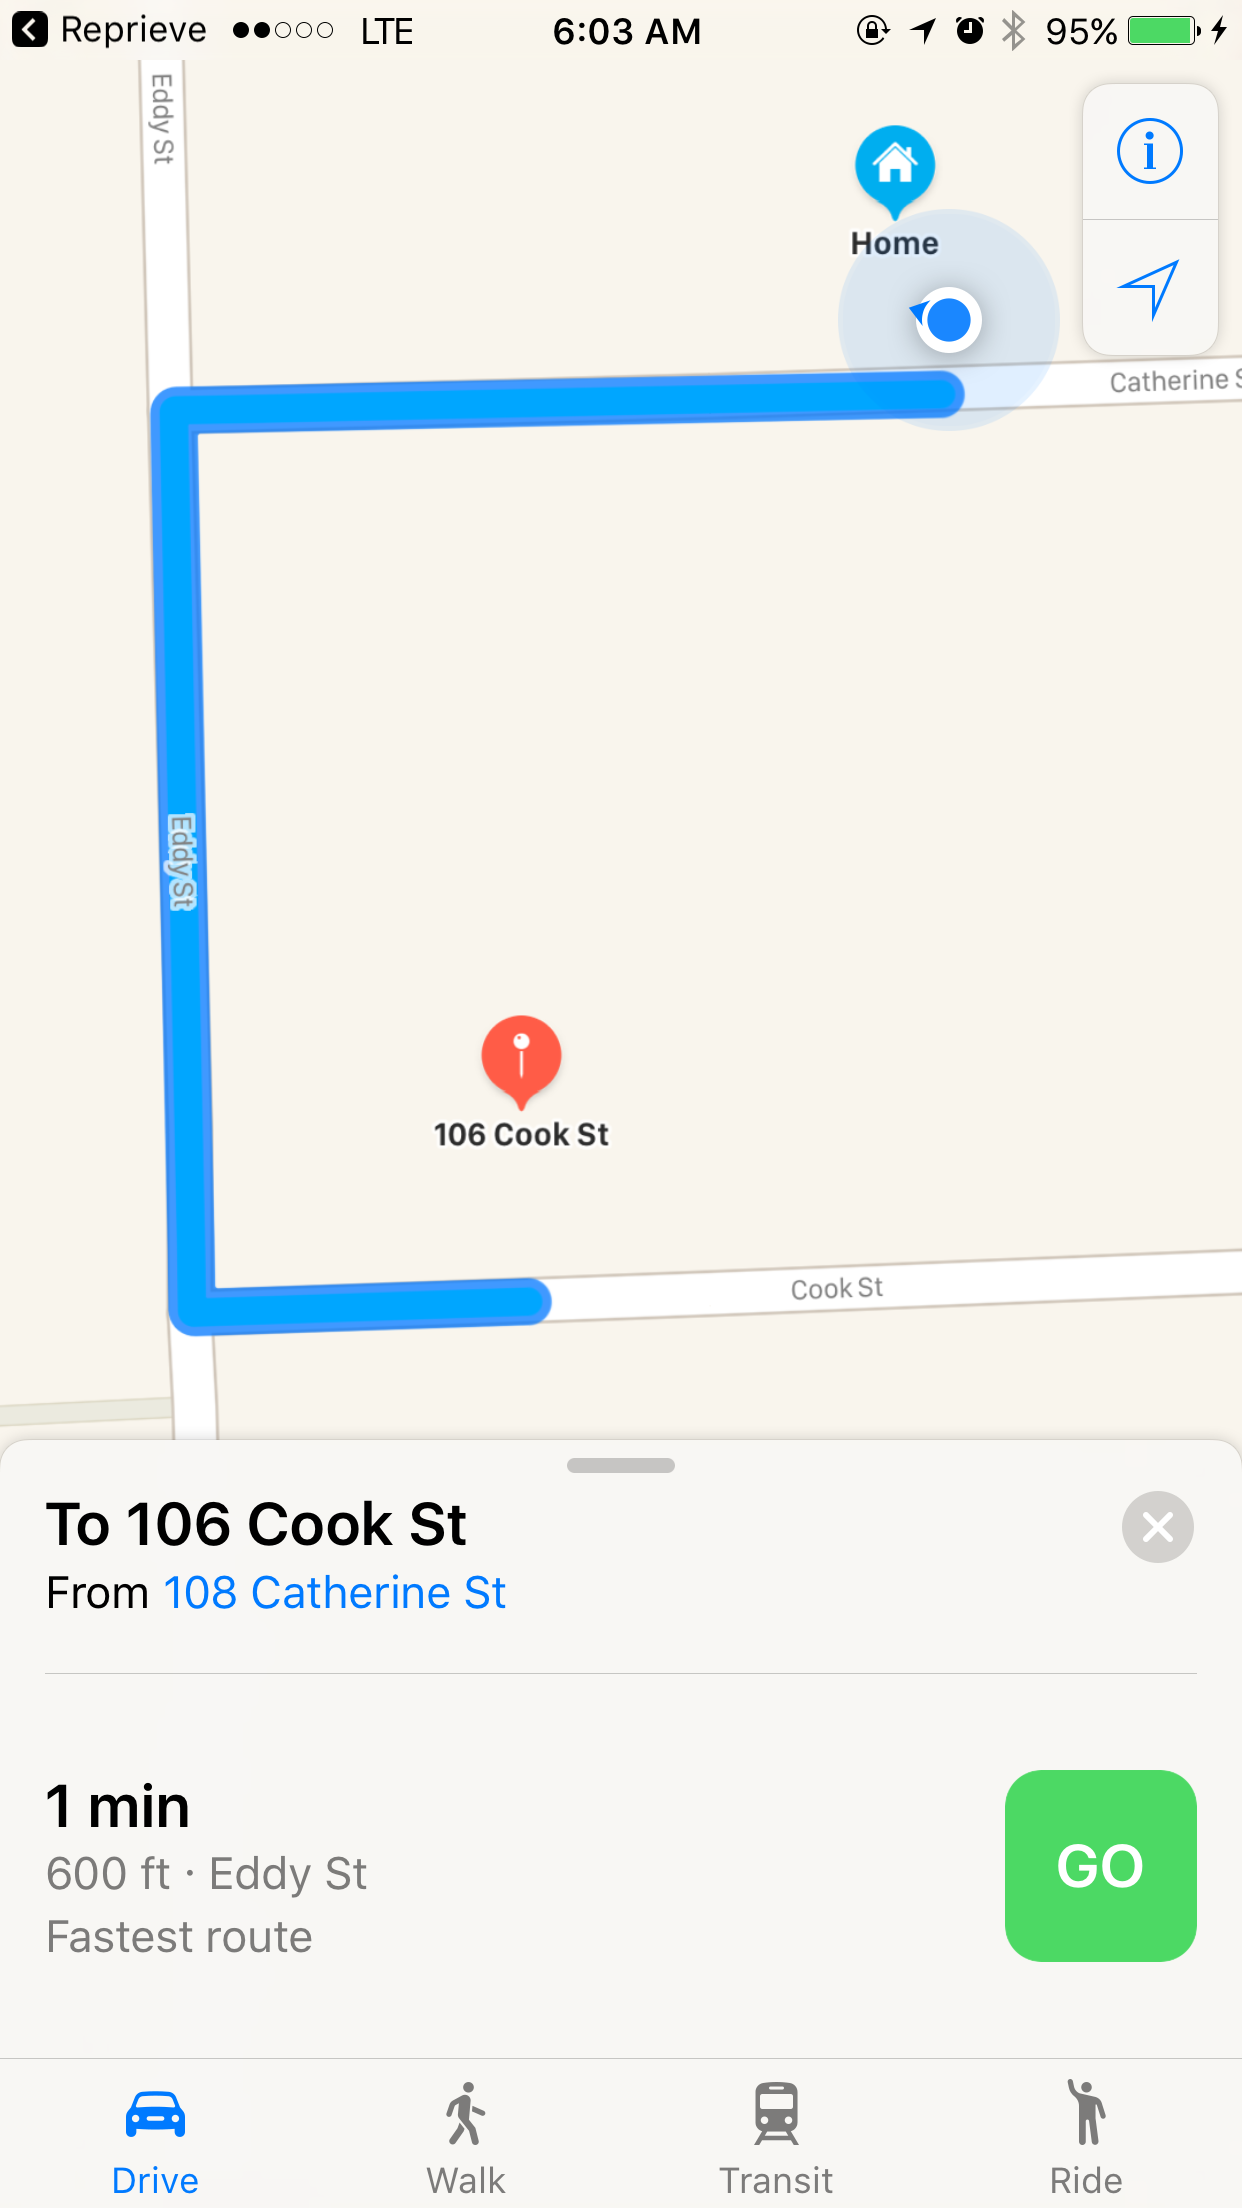 Reprieve LTE 6:03 AM 95%
Eddy St
Home
Catherine S
Eddy St
106 Cook St
Cook St
To 106 Cook St
From 108 Catherine St
1 min
600 ft · Eddy St
Fastest route
GO
Drive Walk Transit Ride